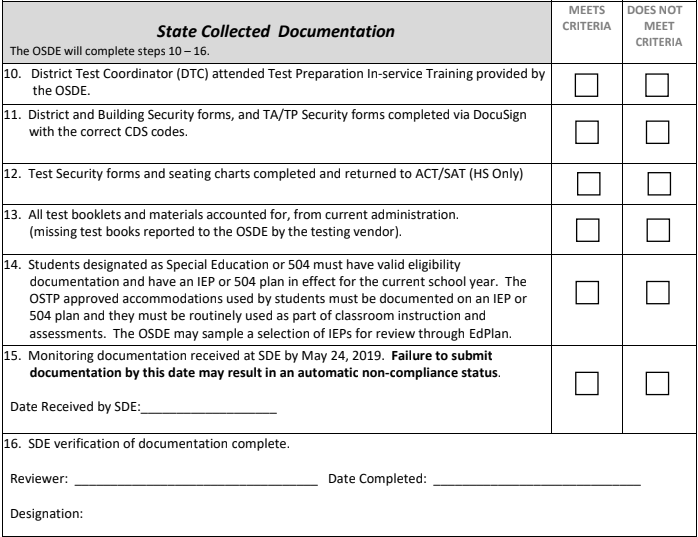 State Collected Documentation
The OSDE will complete steps 10 – 16.
MEETS
CRITERIA
DOES NOT
MEET
CRITERIA
10. District Test Coordinator (DTC) attended Test Preparation In-service Training provided by
the OSDE.
11. District and Building Security forms, and TA/TP Security forms completed via DocuSign
with the correct CDS codes.
12. Test Security forms and seating charts completed and returned to ACT/SAT (HS Only)
13. All test booklets and materials accounted for, from current administration.
(missing test books reported to the OSDE by the testing vendor).
14. Students designated as Special Education or 504 must have valid eligibility
documentation and have an IEP or 504 plan in effect for the current school year. The
OSTP approved accommodations used by students must be documented on an IEP or
504 plan and they must be routinely used as part of classroom instruction and
assessments. The OSDE may sample a selection of IEPs for review through EdPlan.
15. Monitoring documentation received at SDE by May 24, 2019. Failure to submit
documentation by this date may result in an automatic non-compliance status.
Date Received by SDE:___________________
16. SDE verification of documentation complete.
Reviewer: __________________________________ Date Completed: _____________________________
Designation: